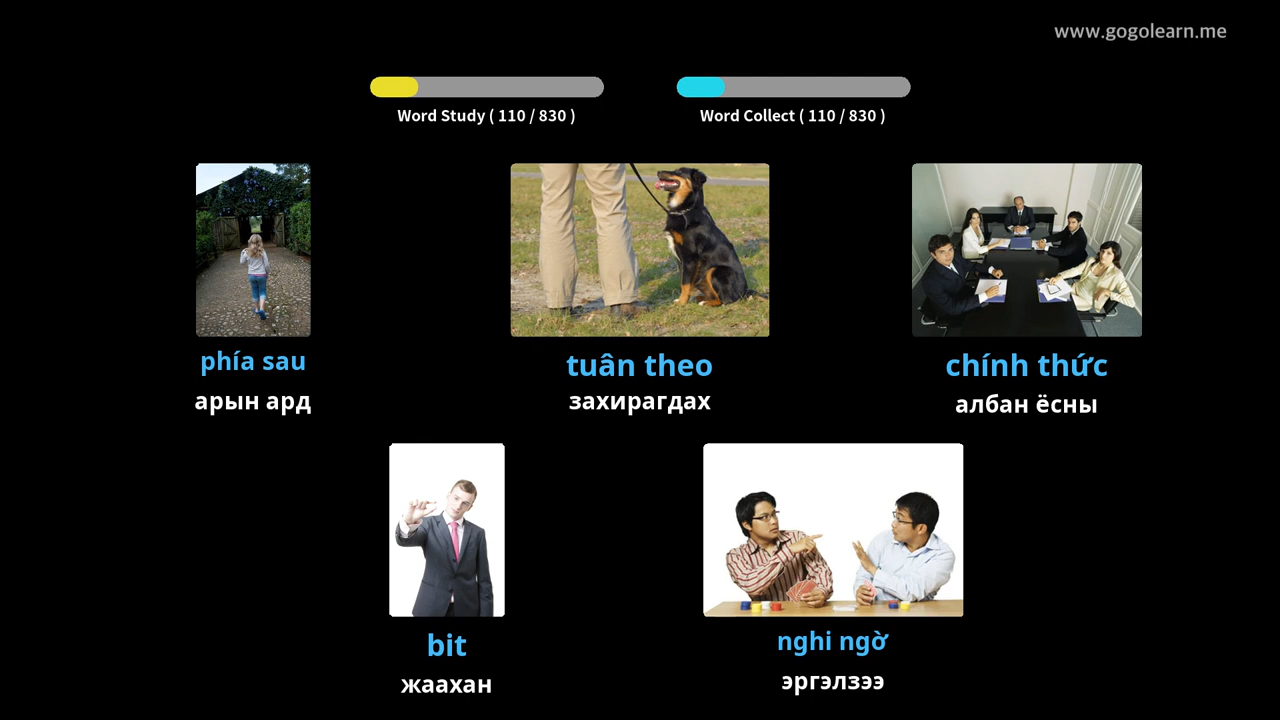 www.gogolearn.me
Word Study ( 110 / 830 )
Word Collect ( 110 / 830 )
phía sau
арын ард
tuân theo
захирагдах
chính thức
албан ёсны
bit
жаахан
nghi ngờ
эргэлзээ